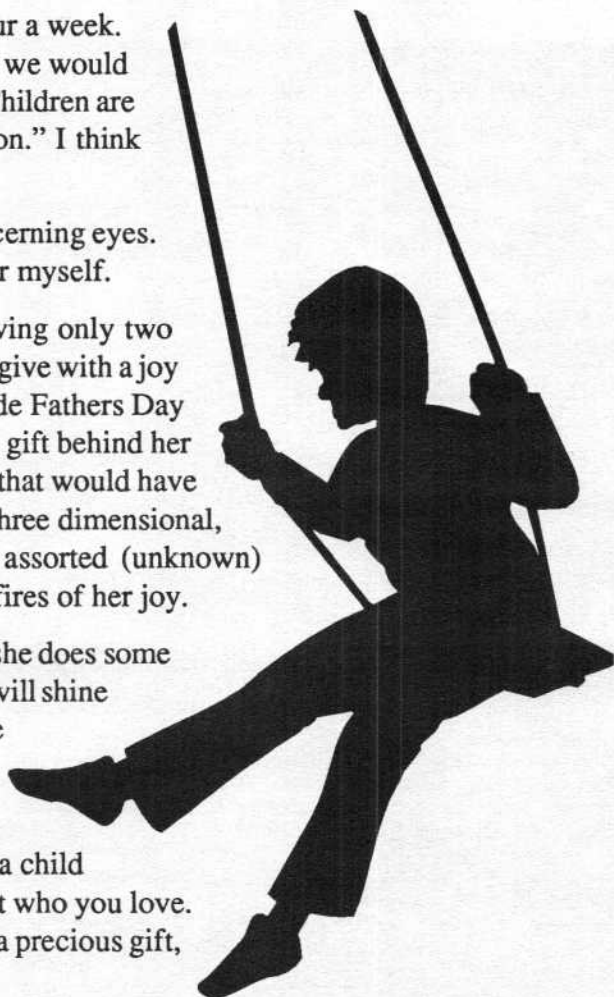 ur a week.
we would
hildren are
on." I think
cerning eyes.
r myself.
ving only two
give with a joy
de Fathers Day
gift behind her
that would have
hree dimensional,
assorted (unknown)
fires of her joy.
she does some
will shine
e
a child
t who you love.
a precious gift,